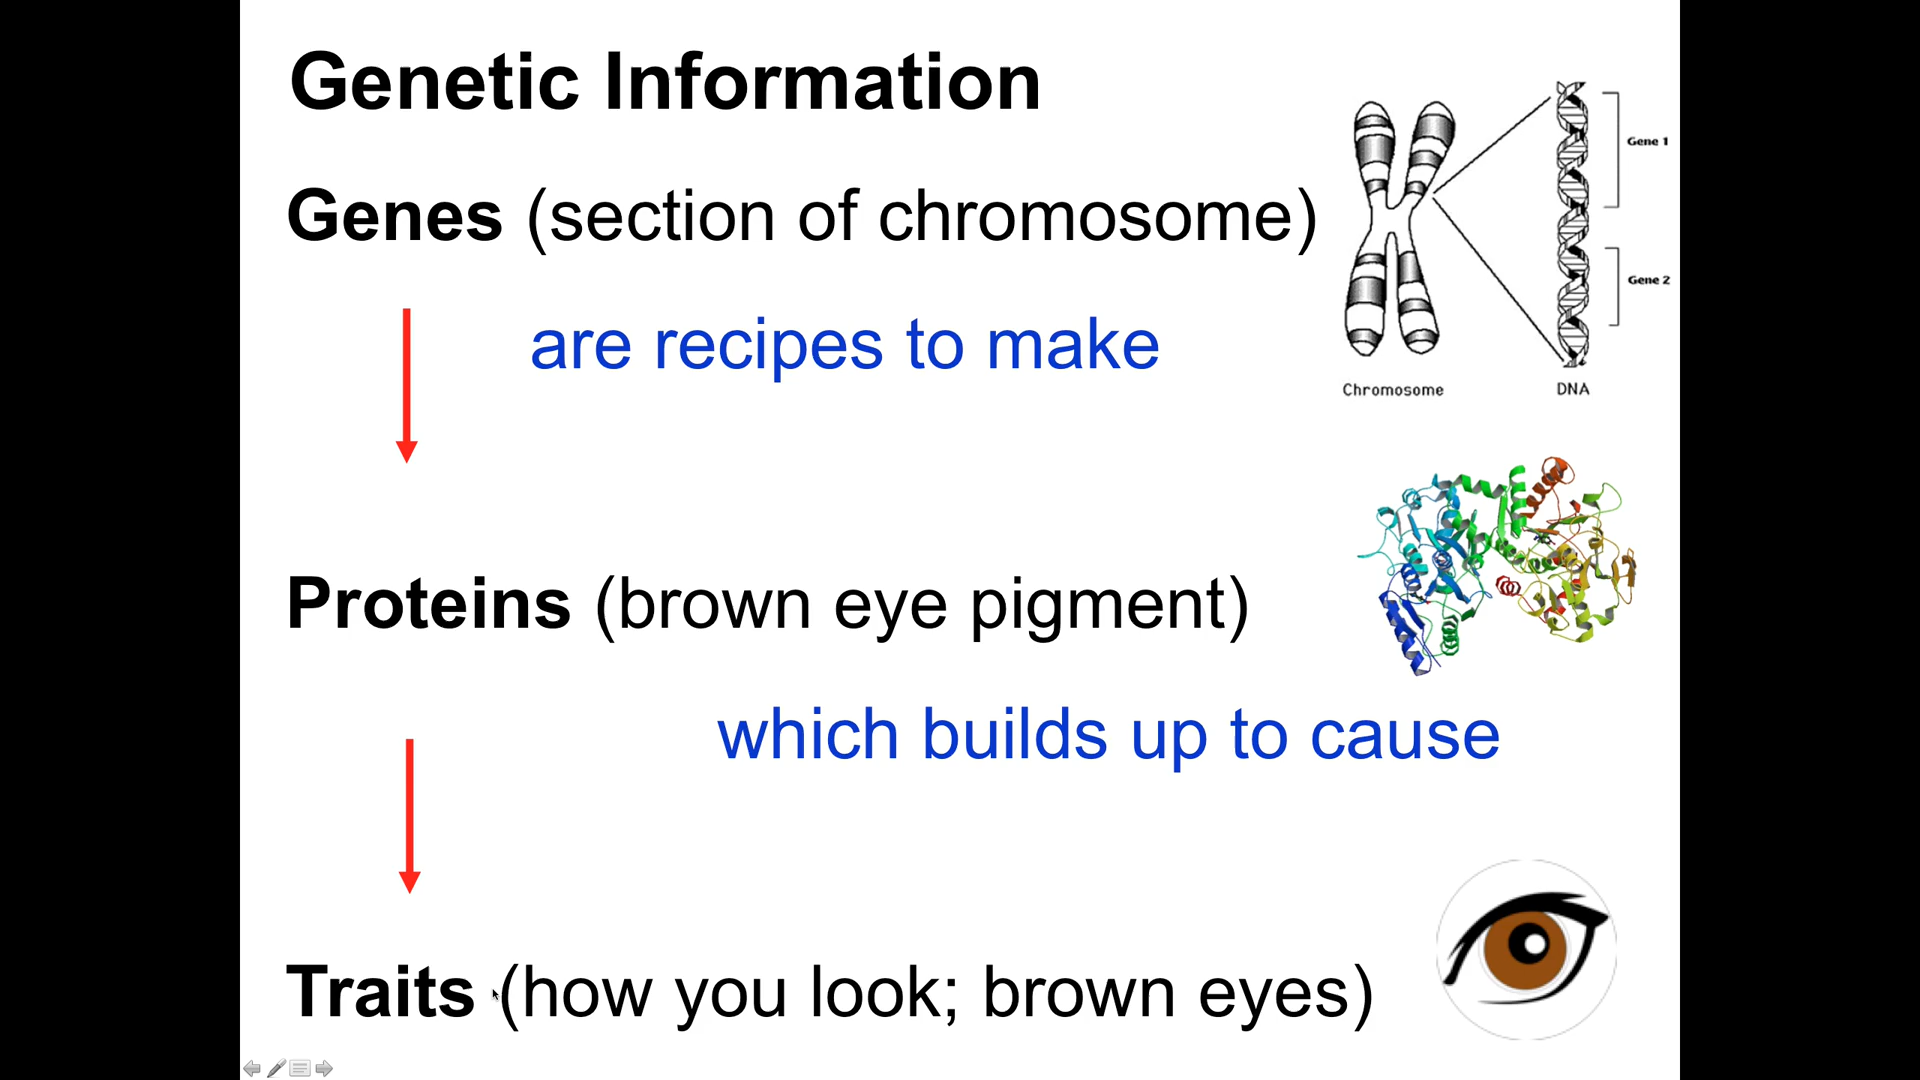 Genetic Information
Genes (section of chromosome)
Gene 1
Gene 2
are recipes to make
Chromosome
DNA
Proteins (brown eye pigment)
which builds up to cause
Traits (how you look; brown eyes)